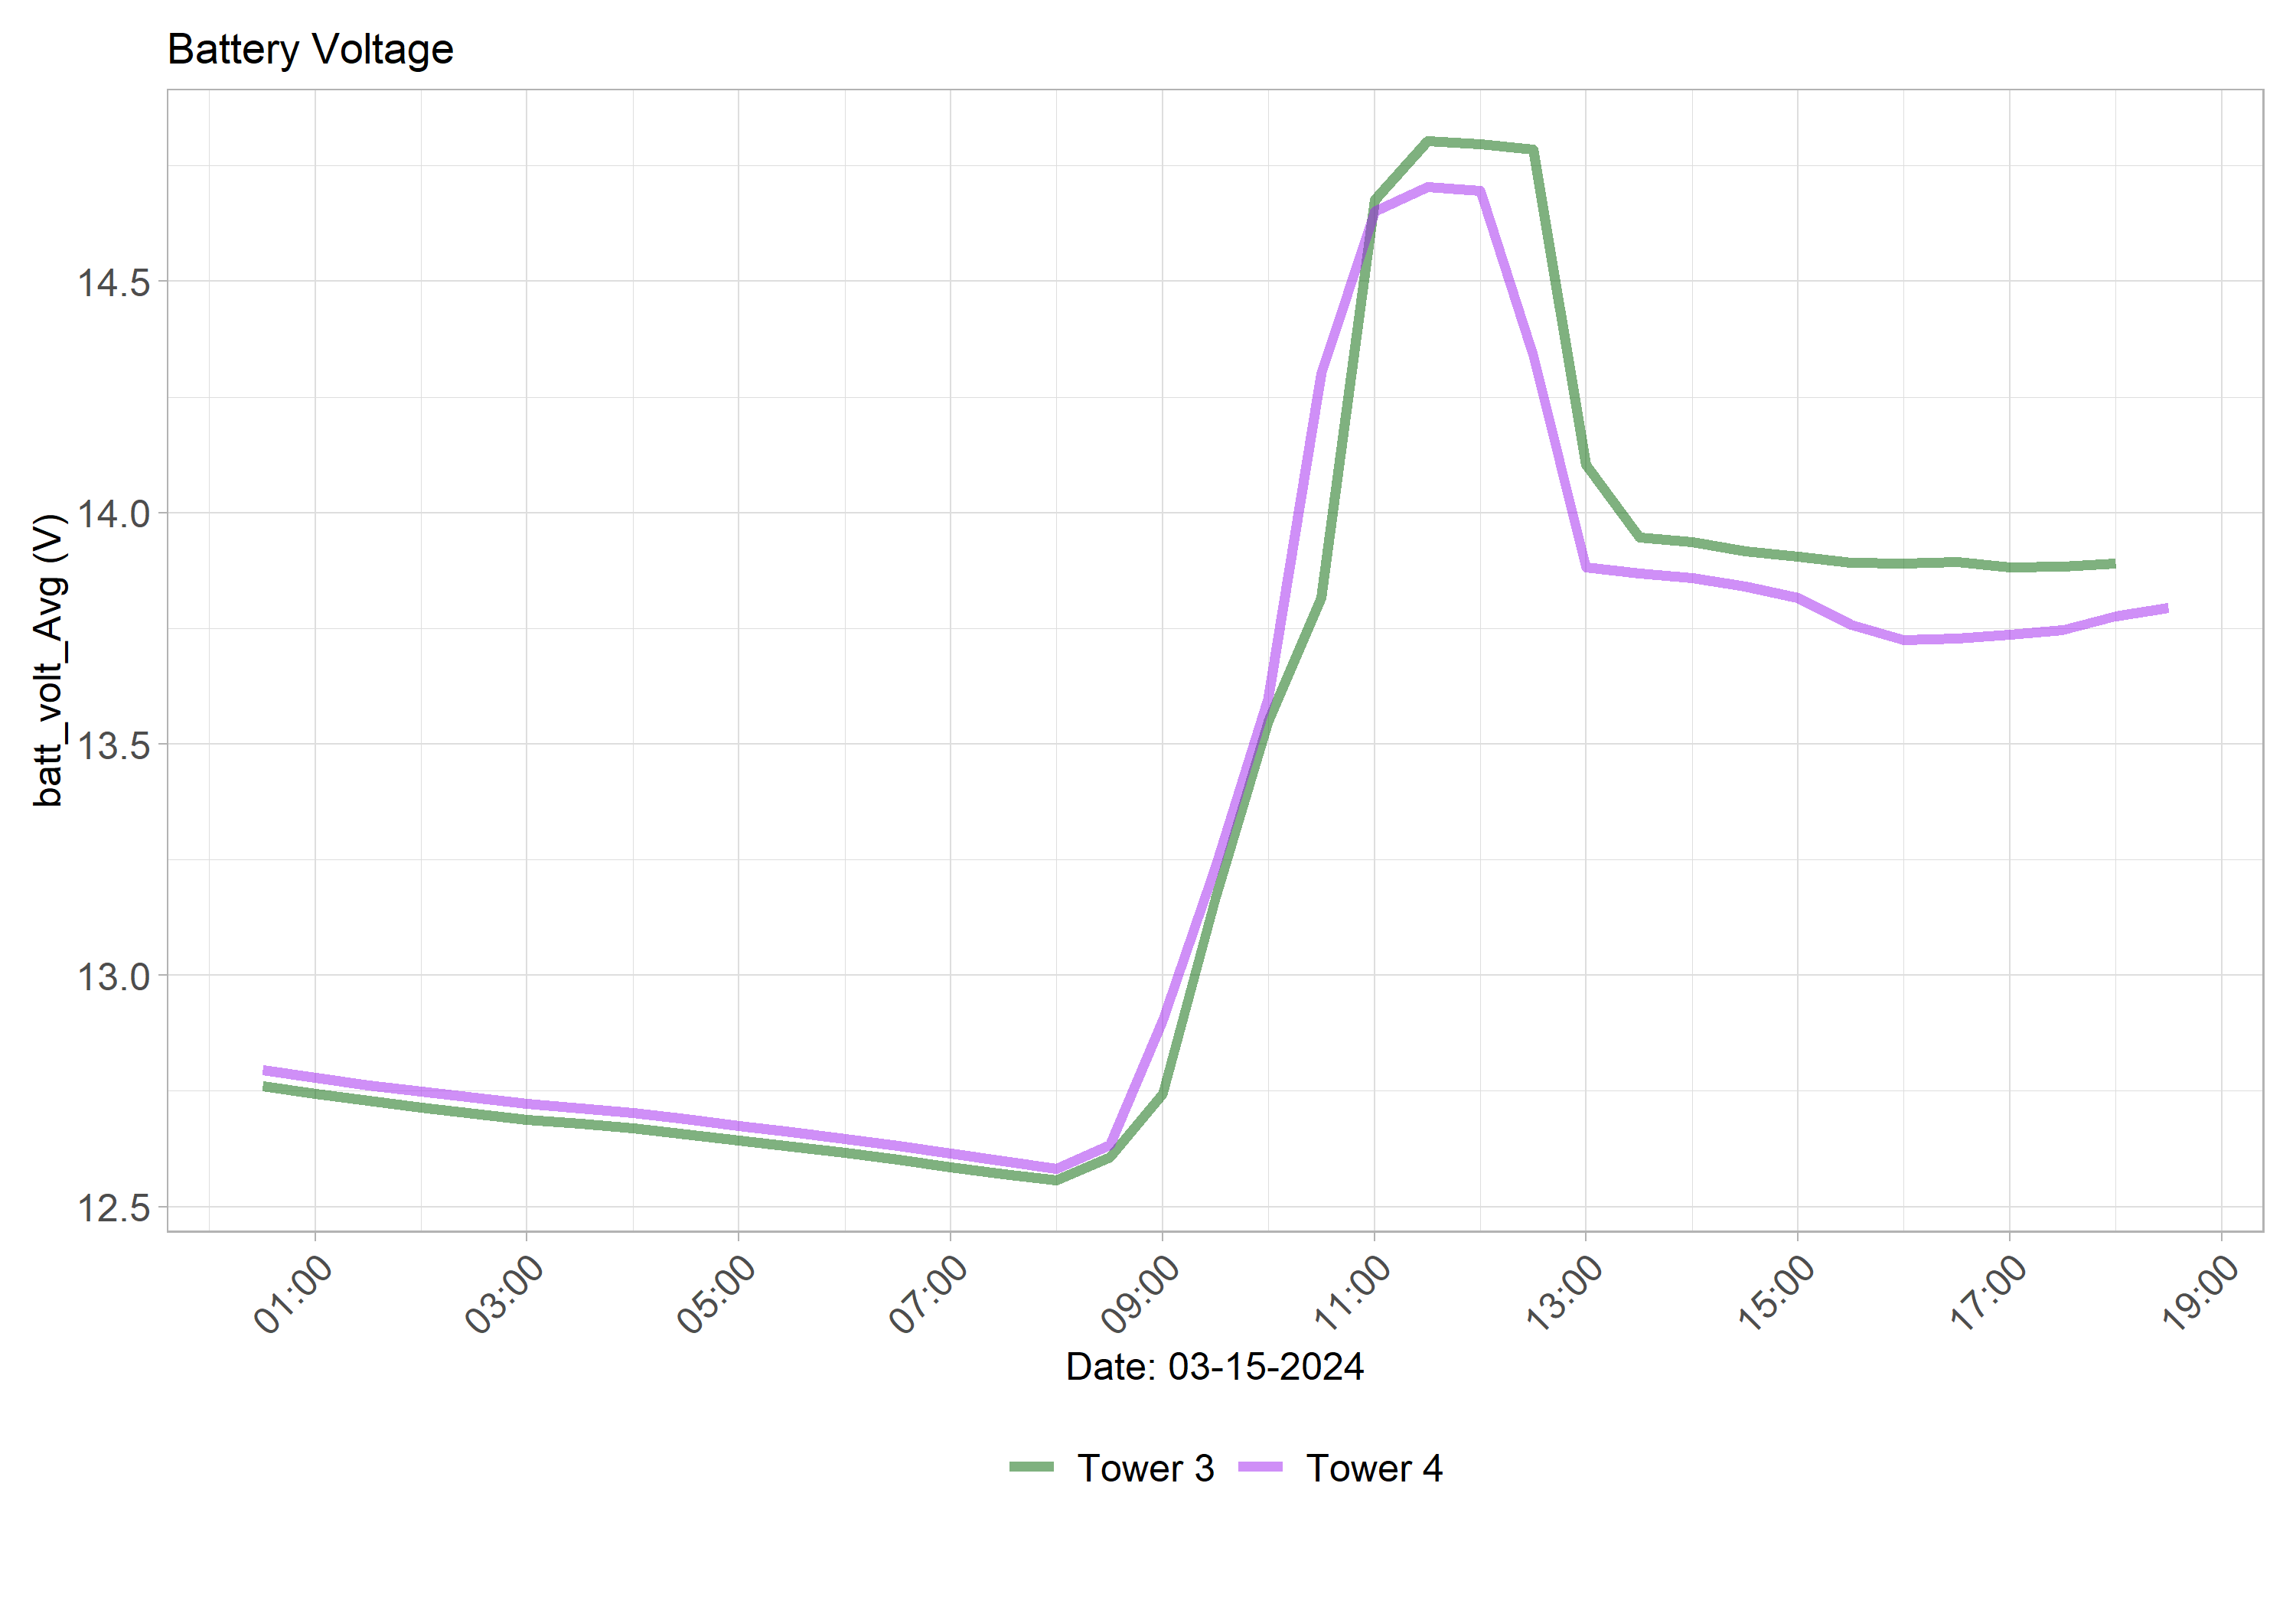 Battery Voltage
batt_volt_Avg (V)
14.5
14.0
13.5
13.0
12.5
01:00 03:00 05:00 07:00 09:00 11:00 13:00 15:00 17:00 19:00
Date: 03-15-2024
Tower 3 Tower 4